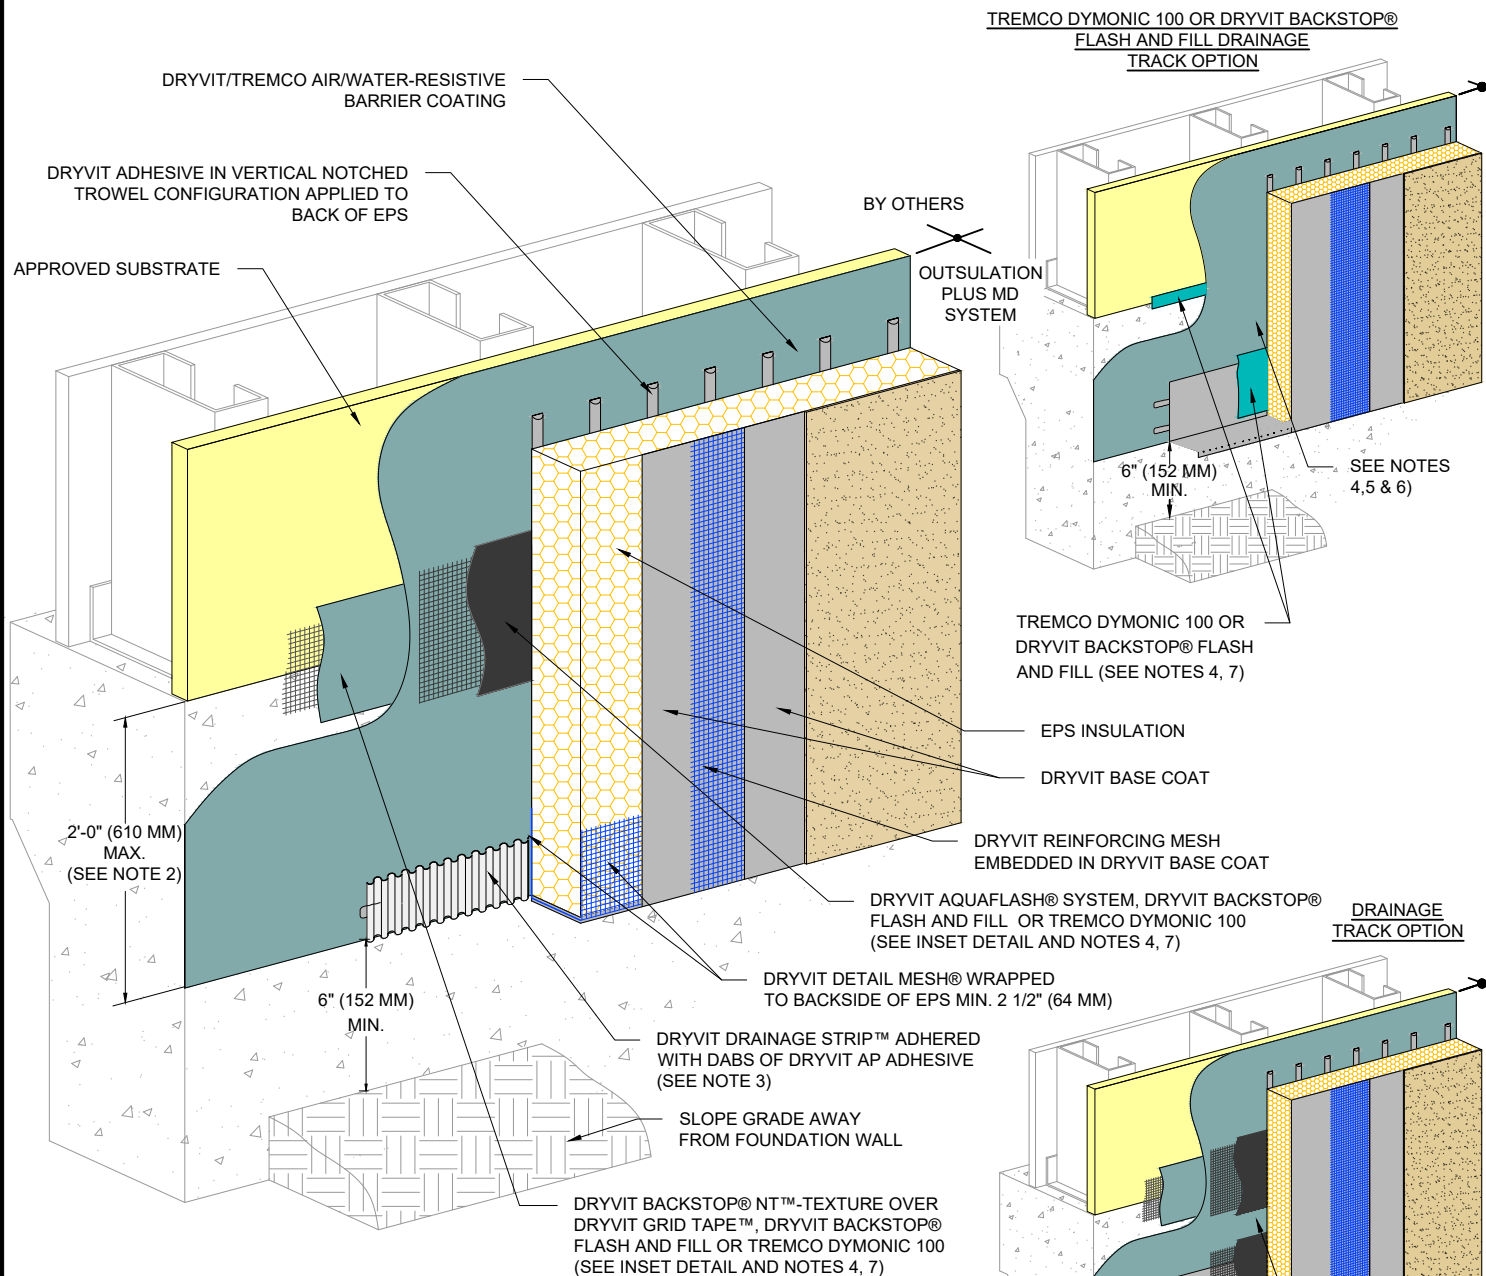 TREMCO DYMONIC 100 OR DRYVIT BACKSTOP®
FLASH AND FILL DRAINAGE
TRACK OPTION
DRYVIT/TREMCO AIR/WATER-RESISTIVE
BARRIER COATING
DRYVIT ADHESIVE IN VERTICAL NOTCHED
TROWEL CONFIGURATION APPLIED TO
BACK OF EPS
APPROVED SUBSTRATE
BY OTHERS
OUTSULATION
PLUS MD
SYSTEM
6" (152 MM)
MIN.
SEE NOTES
4,5 & 6)
TREMCO DYMONIC 100 OR
DRYVIT BACKSTOP® FLASH
AND FILL (SEE NOTES 4, 7)
EPS INSULATION
DRYVIT BASE COAT
DRYVIT REINFORCING MESH
EMBEDDED IN DRYVIT BASE COAT
2'-0" (610 MM)
MAX.
(SEE NOTE 2)
DRYVIT AQUAFLASH® SYSTEM, DRYVIT BACKSTOP®
FLASH AND FILL OR TREMCO DYMONIC 100
(SEE INSET DETAIL AND NOTES 4, 7)
DRAINAGE
TRACK OPTION
DRYVIT DETAIL MESH® WRAPPED
TO BACKSIDE OF EPS MIN. 2 1/2" (64 MM)
6" (152 MM)
MIN.
DRYVIT DRAINAGE STRIP™ ADHERED
WITH DABS OF DRYVIT AP ADHESIVE
(SEE NOTE 3)
SLOPE GRADE AWAY
FROM FOUNDATION WALL
DRYVIT BACKSTOP® NT™-TEXTURE OVER
DRYVIT GRID TAPE™, DRYVIT BACKSTOP®
FLASH AND FILL OR TREMCO DYMONIC 100
(SEE INSET DETAIL AND NOTES 4, 7)